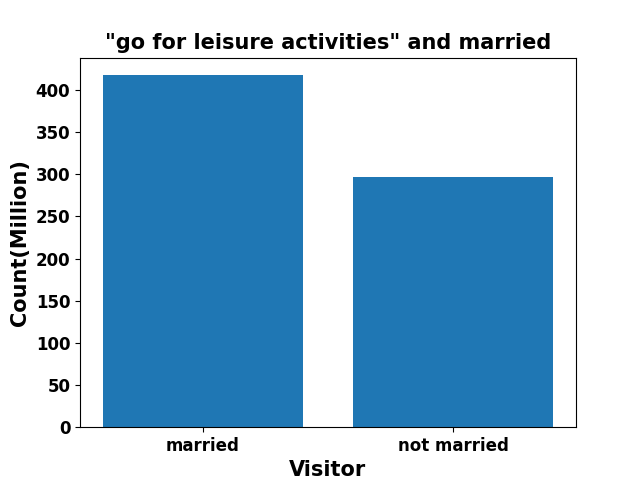 "go for leisure activities" and married
Count(Million)
400
350
300
250
200
150
100
50
0
married
not married
Visitor